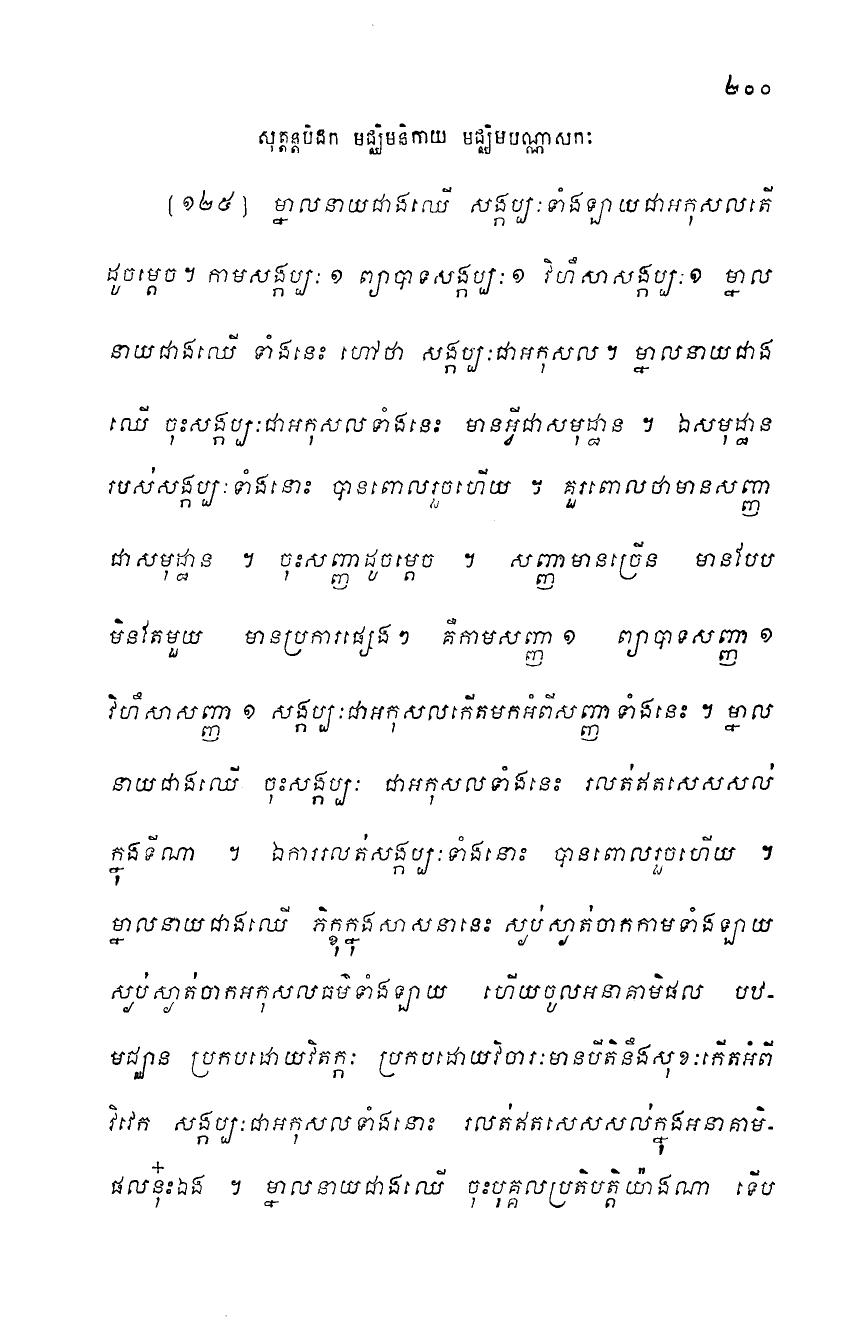 ២០០
សុត្តន្តបិដក មជ្ឈិមនិកាយ មជ្ឈិមបណ្ណាសកៈ
[១២៥] ម្នាលនាយជាងឈើ សង្កប្បៈទាំងឡាយជាអកុសលតើ
ដូចម្តេច។ កាមសង្កប្បៈ ១ ព្យាបាទសង្កប្បៈ ១ វិហឹសាសង្កប្បៈ ១ ម្នាល
នាយជាងឈើ ទាំងនេះ ហៅថា សង្កប្បៈជាអកុសល។ ម្នាលនាយជាង
ឈើ ចុះសង្កប្បៈជាអកុសលទាំងនេះ មានអ្វីជាសមុដ្ឋាន ។ ឯសមុដ្ឋាន
របស់សង្កប្បៈទាំងនោះ បានពោលរួចហើយ ។ គួរពោលថាមានសញ្ញា
ជាសមុដ្ឋាន ។ ចុះសញ្ញាដូចម្តេច ។ សញ្ញាមានច្រើន មានបែប
មិនតែមួយ មានប្រការផ្សេងៗ គឺកាមសញ្ញា ១ ព្យាបាទសញ្ញា ១
វិហឹសាសញ្ញា ១ សង្កប្បៈជាអកុសលកើតមកអំពីសញ្ញាទាំងនេះ ។ ម្នាល
នាយជាងឈើ ចុះសង្កប្បៈ ជាអកុសលទាំងនេះ រលត់ឥតសេសសល់
ក្នុងទីណា ។ ឯការរលត់សង្កប្បៈទាំងនោះ បានពោលរួចហើយ ។
ម្នាលនាយជាងឈើ ភិក្ខុក្នុងសាសនានេះ ស្ងប់ស្ងាត់ចាកកាមទាំងឡាយ
ស្ងប់ស្ងាត់ចាកអកុសលធម៌ទាំងឡាយ ហើយចូលអនាគាមិផល បឋ-
មជ្ឈាន ប្រកបដោយវិតក្កៈ ប្រកបដោយវិចារៈមានបីតិនឹងសុខៈកើតអំពី
វិវេក សង្កប្បៈជាអកុសលទាំងនោះ រលត់ឥតសេសសល់ក្នុងអនាគាមិ-
ផលនុ៎ះឯង ។ ម្នាលនាយជាងឈើ ចុះបុគ្គលប្រតិបត្តិយ៉ាងណា ទើប